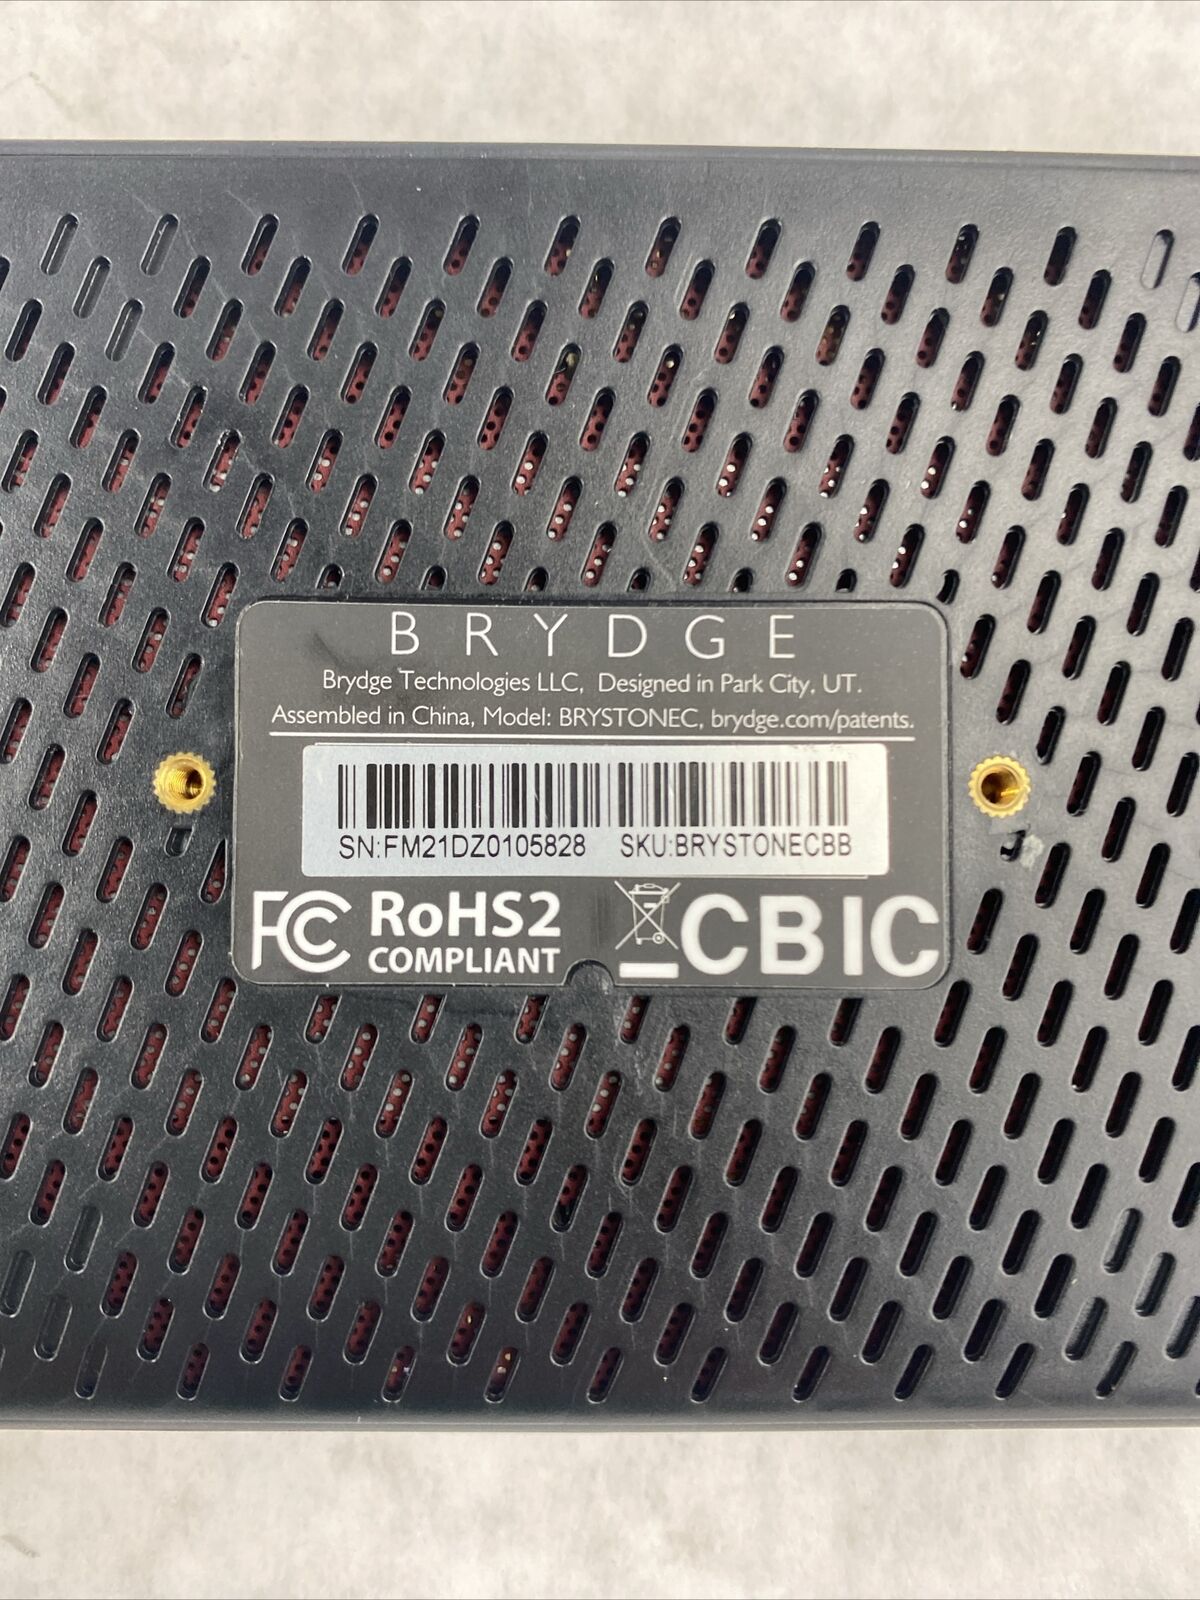 BRYDGE
Brydge Technologies LLC, Designed in Park City, UT.
Assembled in China, Model: BRYSTONEC, brydge.com/patents.
SN:FM21DZ0105828 SKU:BRYSTONECBB
FC RoHS2 CB IC
COMPLIANT